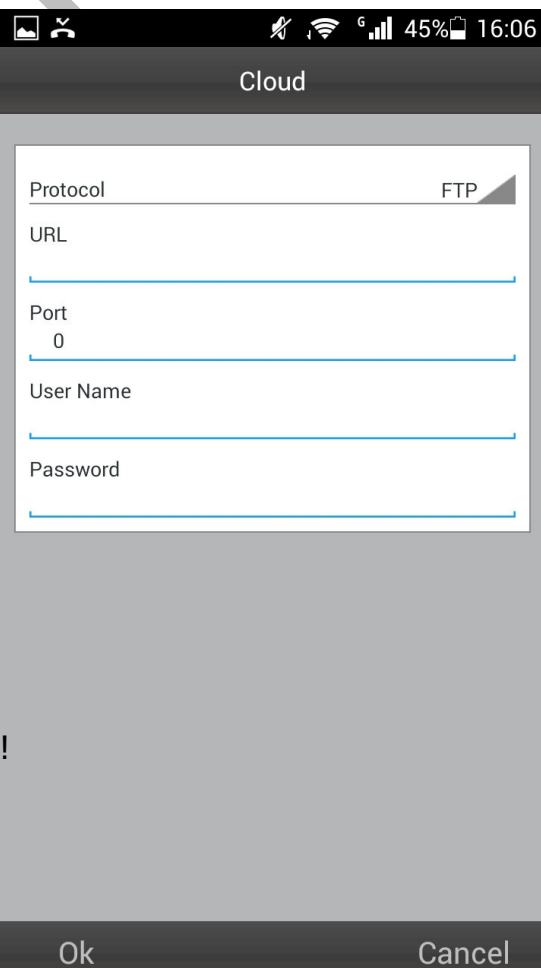 G 45% 16:06
Cloud
Protocol FTP
URL
Port
0
User Name
Password
!
Ok Cancel